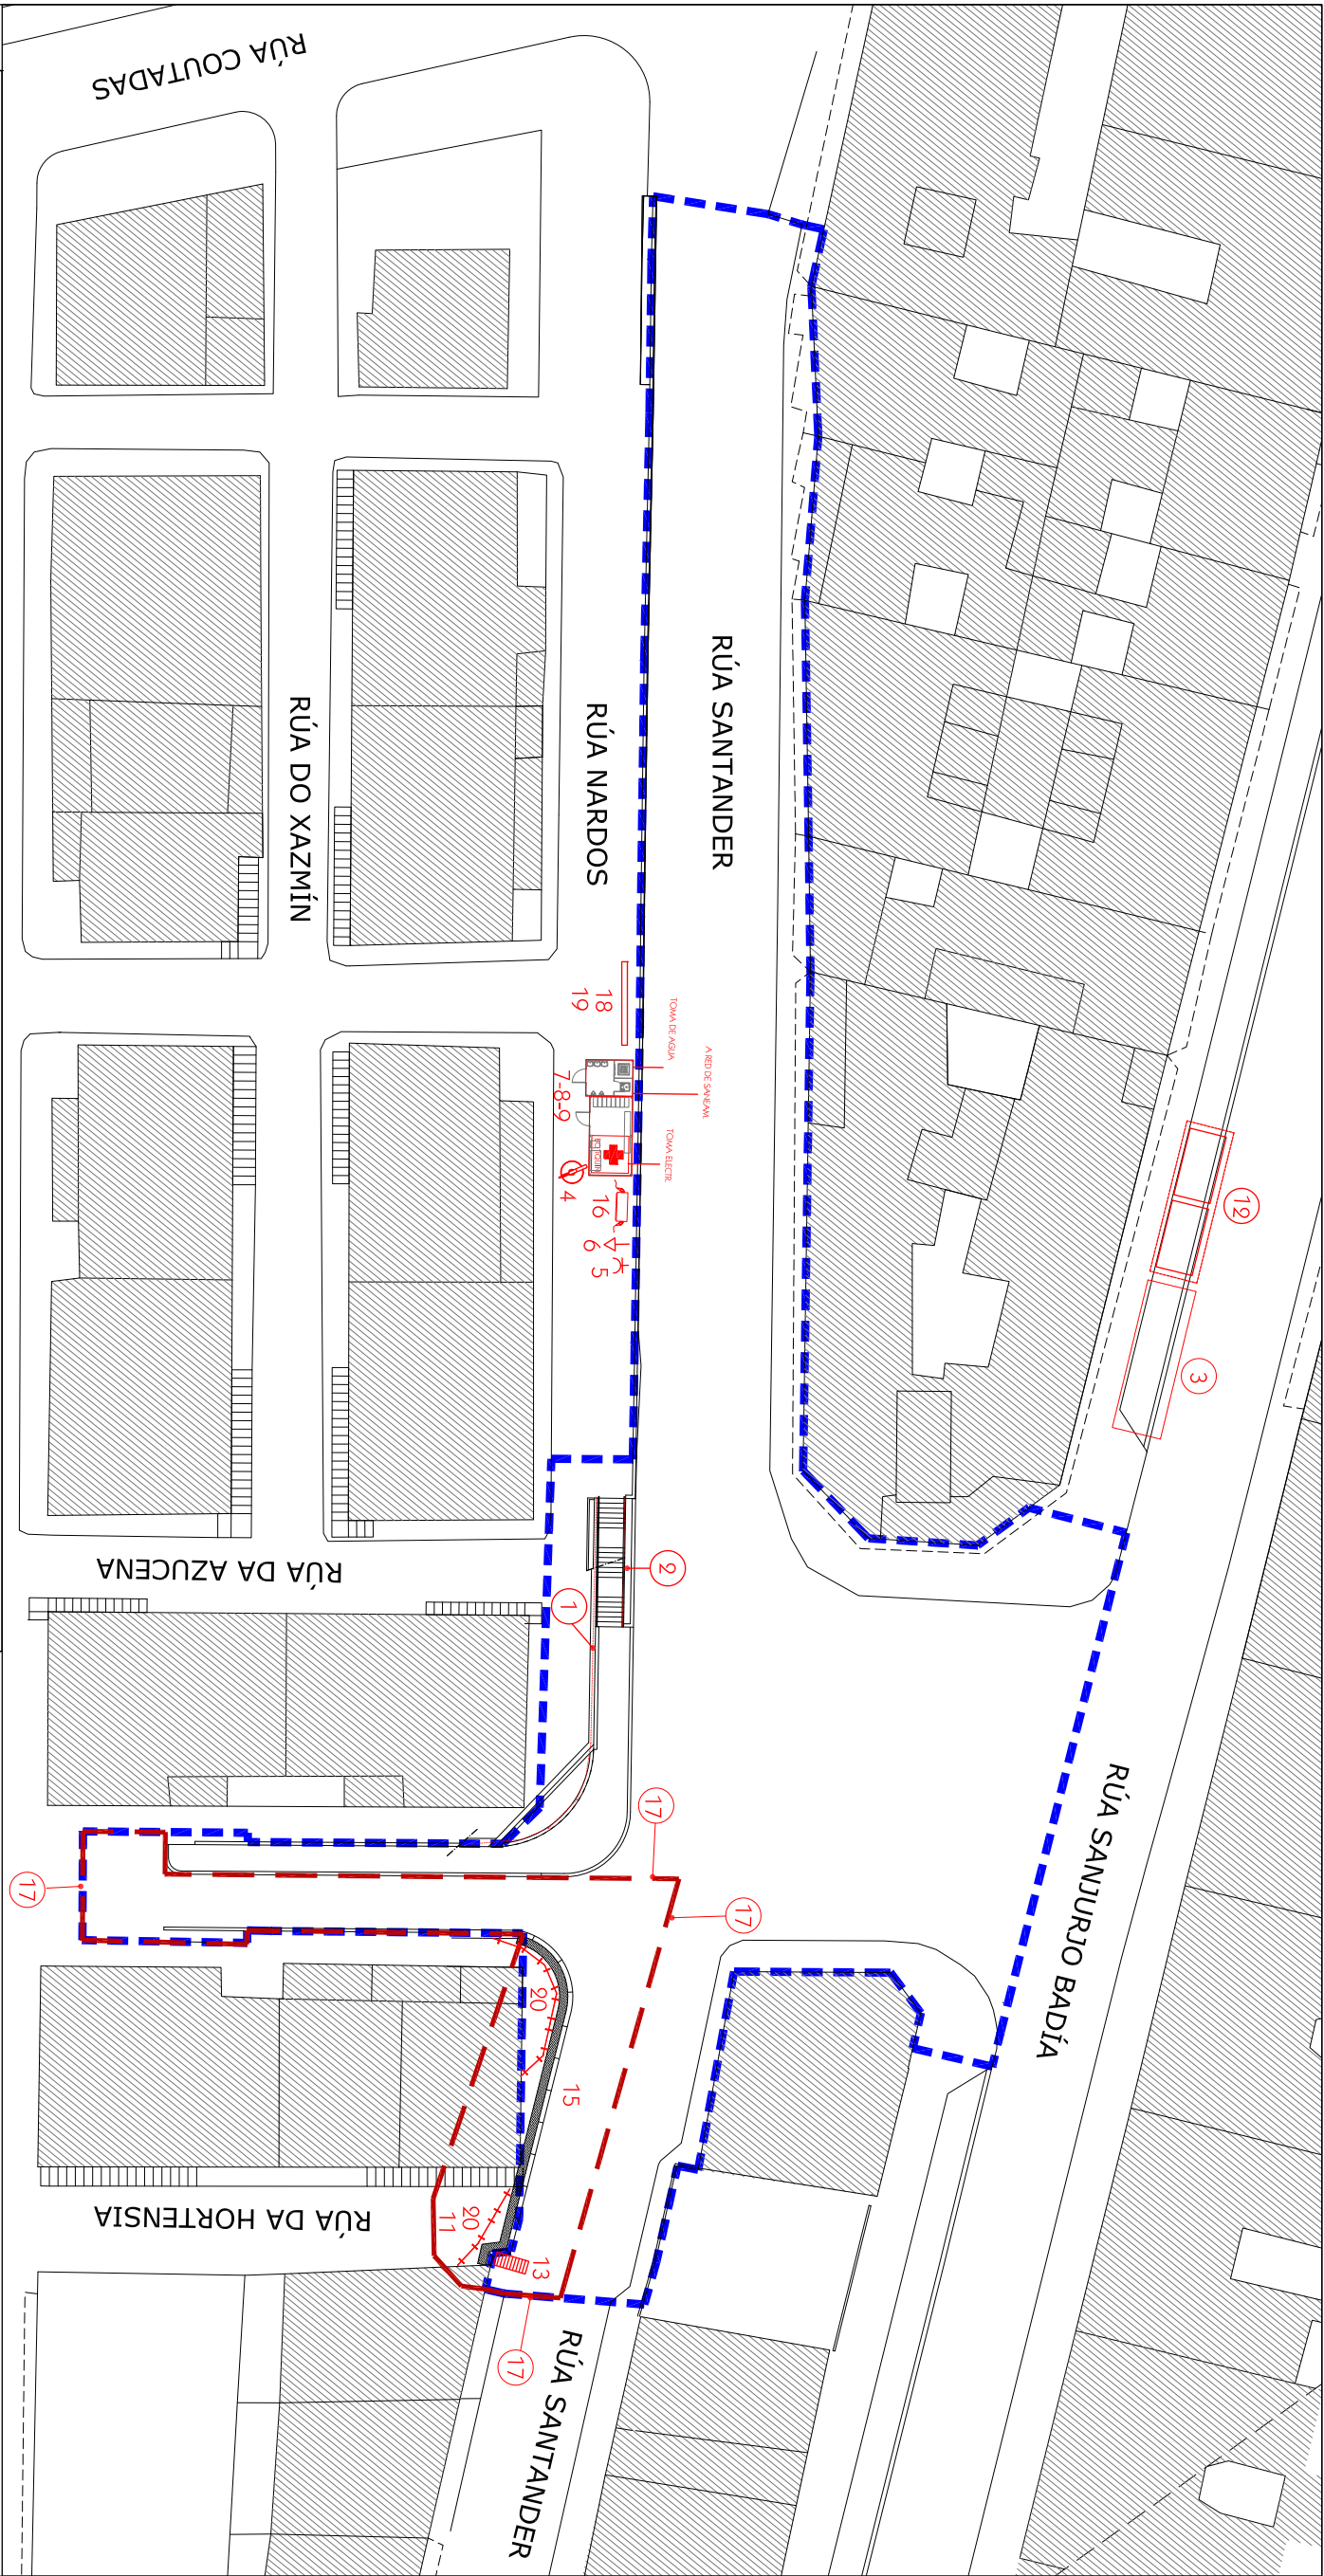 RÚA COUTADAS
RÚA SANTANDER
RÚA NARDOS
RÚA DO XAZMÍN
18
19
TOMA DE AGUA
A RED DE SANEAM.
TOMA ELECTR.
7-8-9
4
16
6
5
12
3
2
1
RÚA DA AZUCENA
RÚA SANJURJO BADÍA
17
17
17
20
15
20
11
13
RÚA DA HORTENSIA
17
RÚA SANTANDER